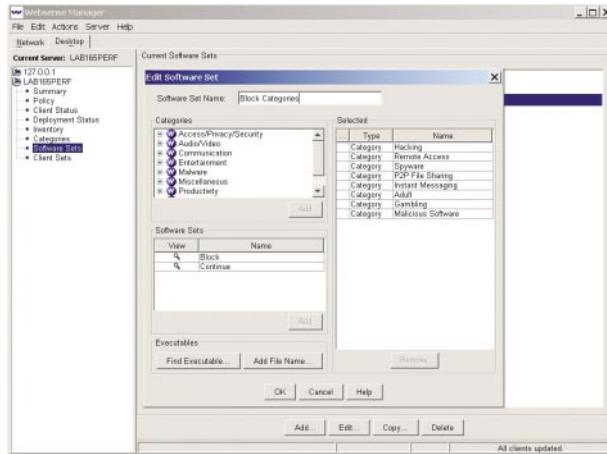 Websense Manager
File Edit Actions Server Help
Network Desktop
Current Server: LAB166PERF
127.0.0.1
LAB166PERF
Summary
Policy
Client Status
Deployment Status
Inventory
Categories
Software Sets
Client Sets
Current Software Sets
Edit Software Set
Software Set Name: Block Categories
Categories
Access/Privacy/Security
Audio/Video
Communication
Entertainment
Malware
Miscellaneous
Productivity
Add
Software Sets
View Name
Block
Continue
Add
Executables
Find Executable... Add File Name...
Selected
... Type Name
Category Hacking
Category Remote Access
Category Spyware
Category P2P File Sharing
Category Instant Messaging
Category Adult
Category Gambling
Category Malicious Software
Remove
OK Cancel Help
Add... Edit... Copy... Delete
All clients updated.